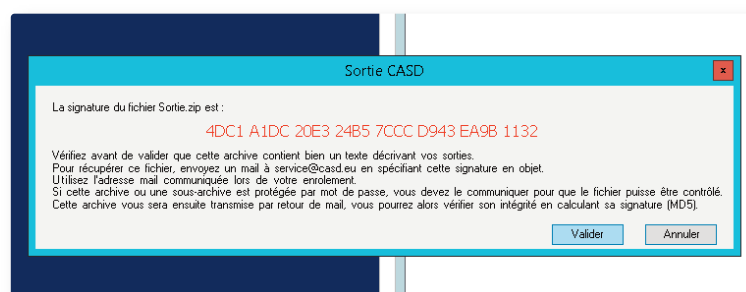 Sortie CASD
x
La signature du fichier Sortie.zip est :
4DC1 A1DC 20E3 24B5 7CCC D943 EA9B 1132
Vérifiez avant de valider que cette archive contient bien un texte décrivant vos sorties.
Pour récupérer ce fichier, envoyez un mail à service@casd.eu en spécifiant cette signature en objet.
Utilisez l'adresse mail communiquée lors de votre enrolement.
Si cette archive ou une sous-archive est protégée par mot de passe, vous devez le communiquer pour que le fichier puisse être contrôlé.
Cette archive vous sera ensuite transmise par retour de mail, vous pourrez alors vérifier son intégrité en calculant sa signature (MD5).
Valider Annuler